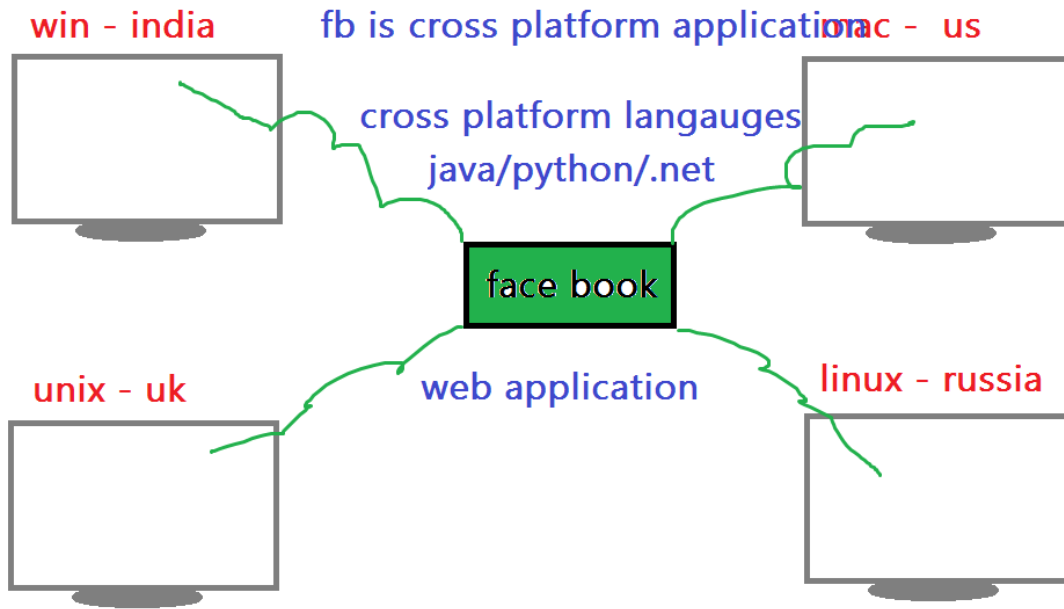 win - india
fb is cross platform application
mac - us
cross platform langauges
java/python/.net
face book
unix - uk
web application
linux - russia